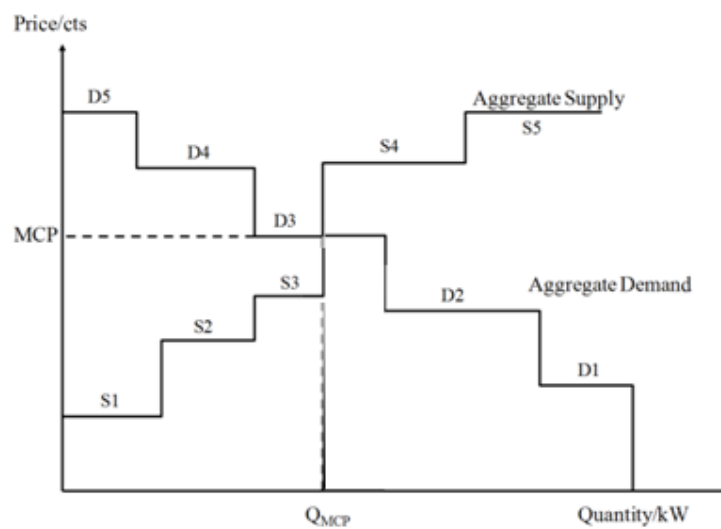 Price/cts
D5
Aggregate Supply
S5
D4
S4
MCP
D3
S3
Aggregate Demand
D2
S2
D1
S1
Q_MCP
Quantity/kW